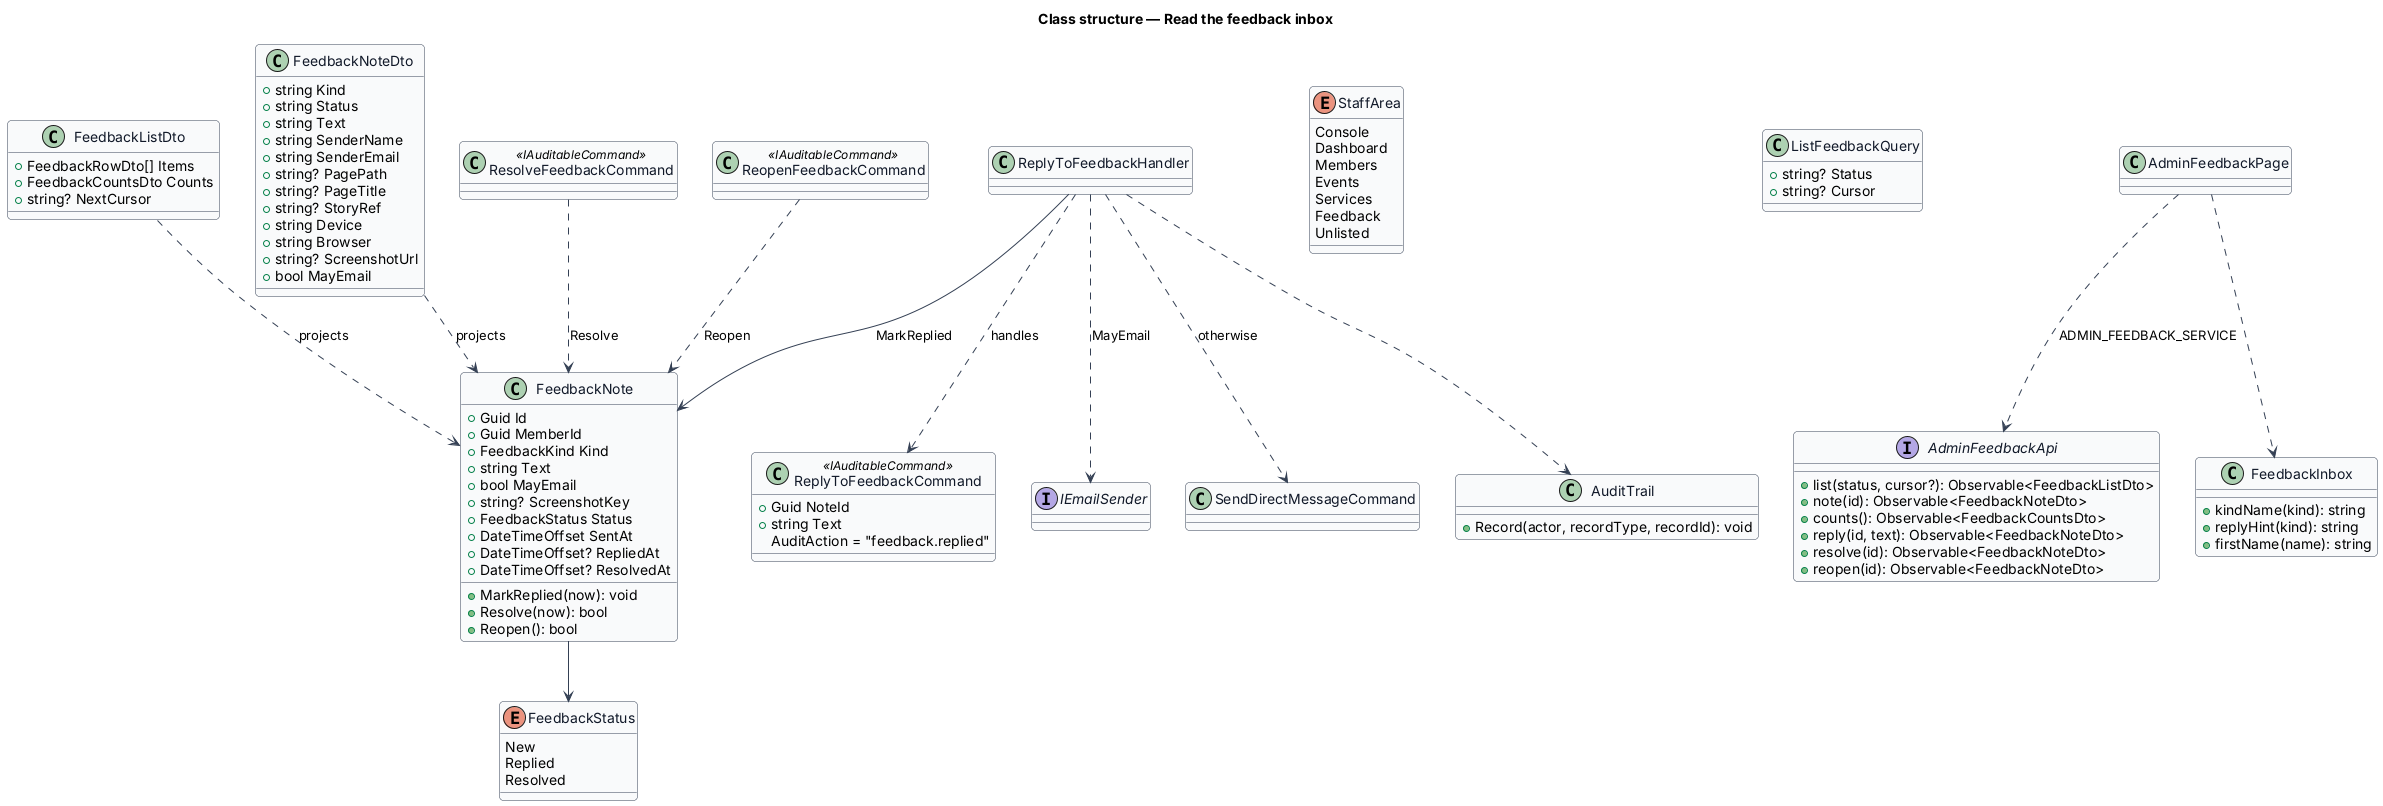 Class structure — Read the feedback inbox
FeedbackListDto
FeedbackRowDto[] Items
FeedbackCountsDto Counts
string? NextCursor
FeedbackNoteDto
string Kind
string Status
string Text
string SenderName
string SenderEmail
string? PagePath
string? PageTitle
string? StoryRef
string Device
string Browser
string? ScreenshotUrl
bool MayEmail
«IAuditableCommand»
ResolveFeedbackCommand
«IAuditableCommand»
ReopenFeedbackCommand
ReplyToFeedbackHandler
StaffArea
Console
Dashboard
Members
Events
Services
Feedback
Unlisted
ListFeedbackQuery
string? Status
string? Cursor
AdminFeedbackPage
projects
projects
Resolve
Reopen
MarkReplied
handles
MayEmail
otherwise
ADMIN_FEEDBACK_SERVICE
FeedbackNote
Guid Id
Guid MemberId
FeedbackKind Kind
string Text
bool MayEmail
string? ScreenshotKey
FeedbackStatus Status
DateTimeOffset SentAt
DateTimeOffset? RepliedAt
DateTimeOffset? ResolvedAt
MarkReplied(now): void
Resolve(now): bool
Reopen(): bool
«IAuditableCommand»
ReplyToFeedbackCommand
Guid NoteId
string Text
AuditAction = "feedback.replied"
IEmailSender
SendDirectMessageCommand
AuditTrail
Record(actor, recordType, recordId): void
AdminFeedbackApi
list(status, cursor?): Observable<FeedbackListDto>
note(id): Observable<FeedbackNoteDto>
counts(): Observable<FeedbackCountsDto>
reply(id, text): Observable<FeedbackNoteDto>
resolve(id): Observable<FeedbackNoteDto>
reopen(id): Observable<FeedbackNoteDto>
FeedbackInbox
kindName(kind): string
replyHint(kind): string
firstName(name): string
FeedbackStatus
New
Replied
Resolved